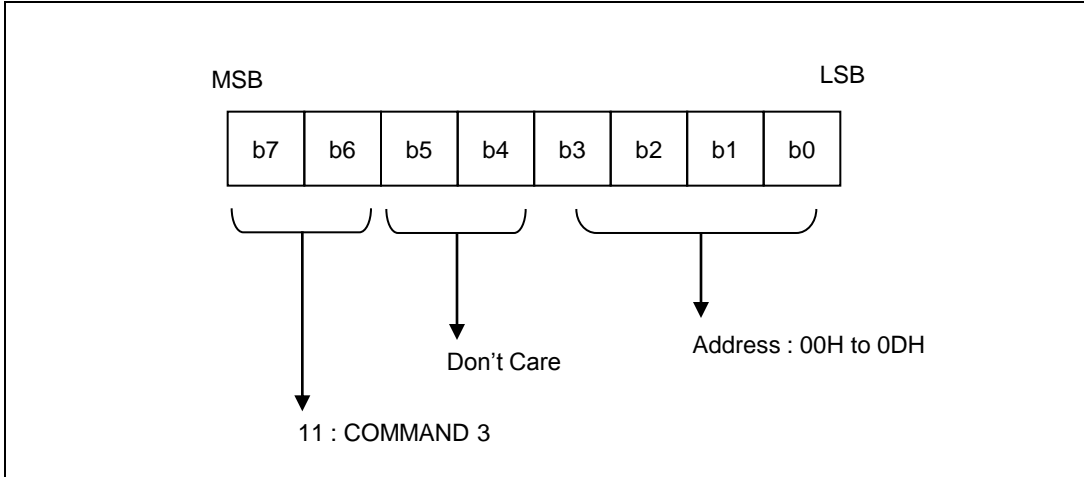 MSB LSB
b7 b6 b5 b4 b3 b2 b1 b0
Address : 00H to 0DH
Don’t Care
11 : COMMAND 3